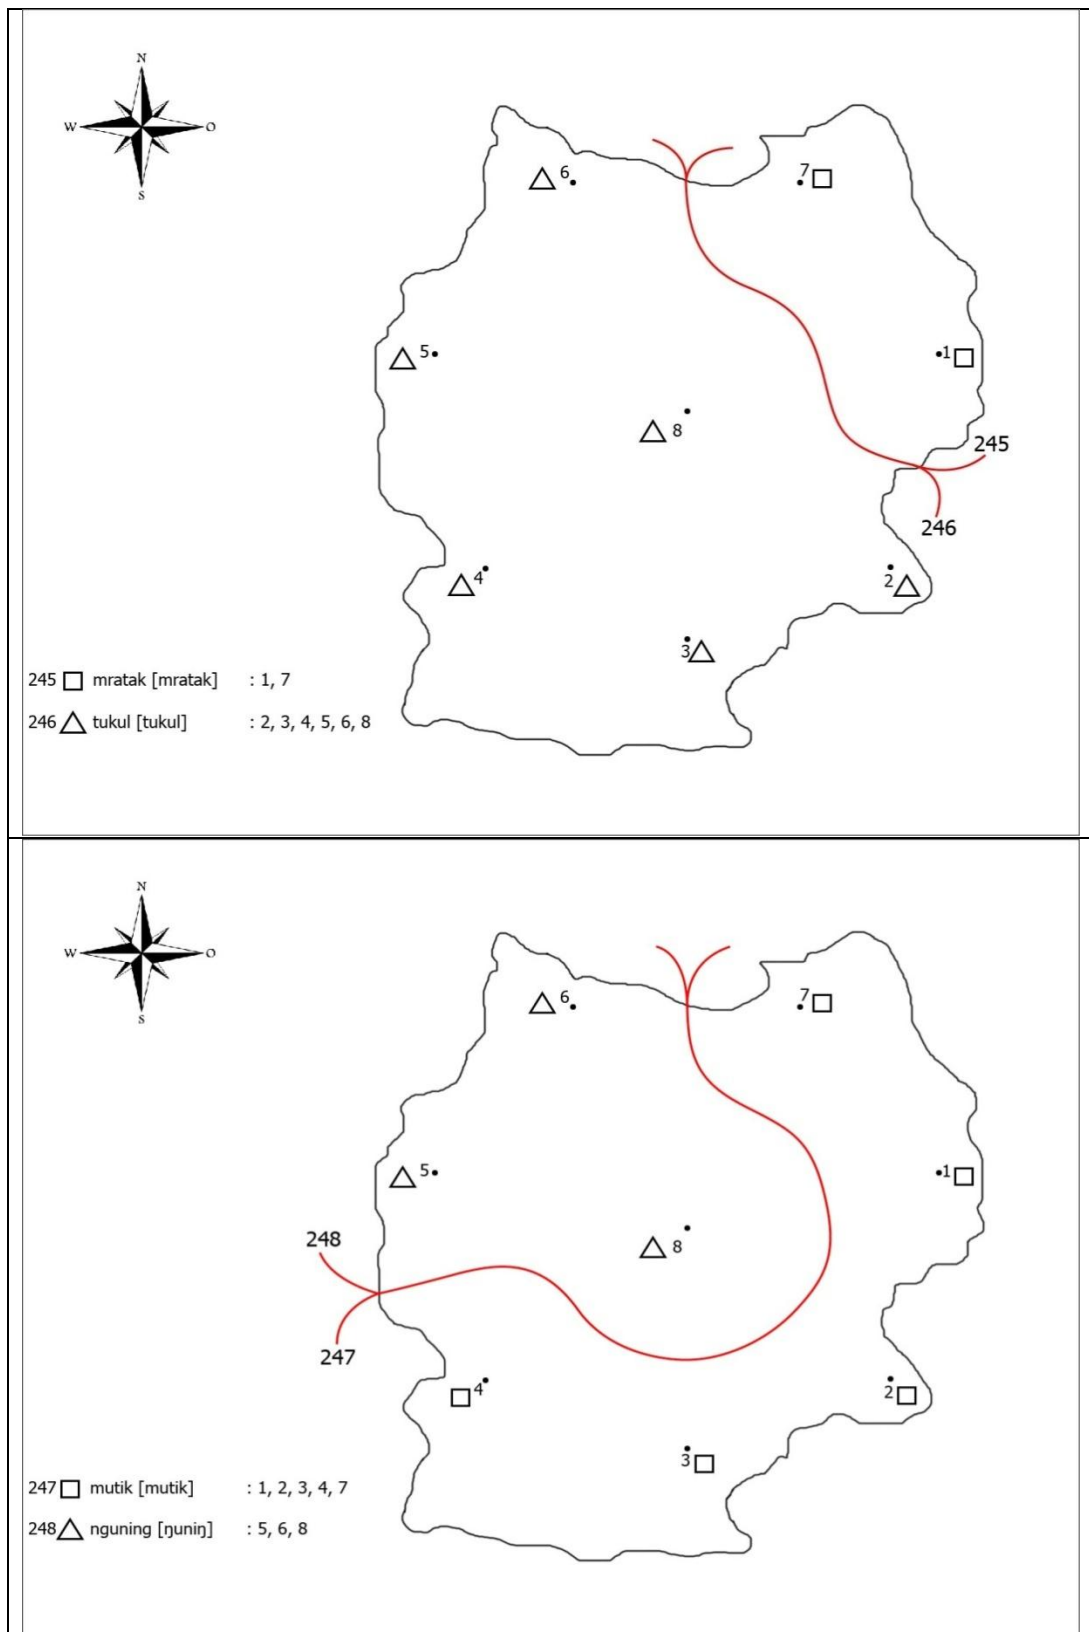 N
W O
S
6
7
5
1
8
245
246
4
2
3
245 mratak [mratak] : 1, 7
246 tukul [tukul] : 2, 3, 4, 5, 6, 8
N
W O
S
6
7
5
1
248
8
247
4
2
3
247 mutik [mutik] : 1, 2, 3, 4, 7
248 nguning [ŋuniŋ] : 5, 6, 8